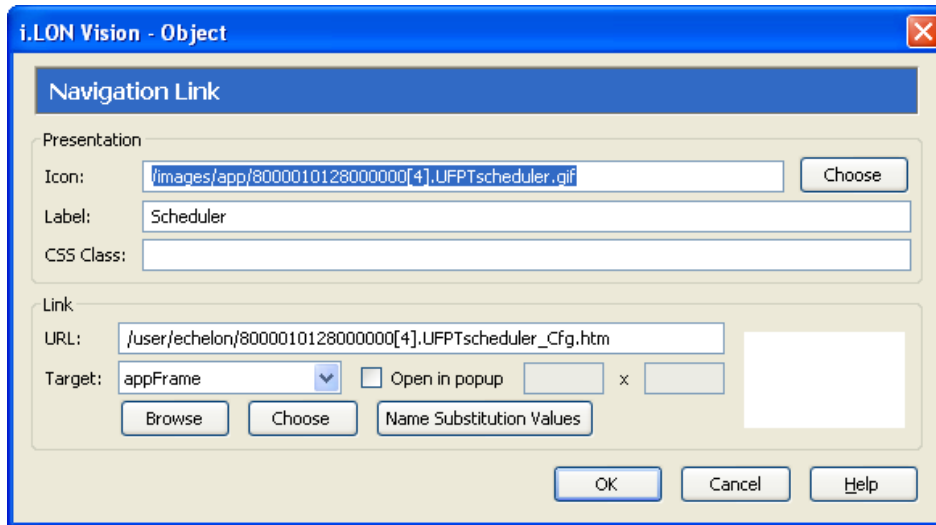 i.LON Vision - Object
Navigation Link
Presentation
Icon: /images/app/8000010128000000[4].UFPTscheduler.gif Choose
Label: Scheduler
CSS Class:
Link
URL: /user/echelon/8000010128000000[4].UFPTscheduler_Cfg.htm
Target: appFrame Open in popup x
Browse Choose Name Substitution Values
OK Cancel Help